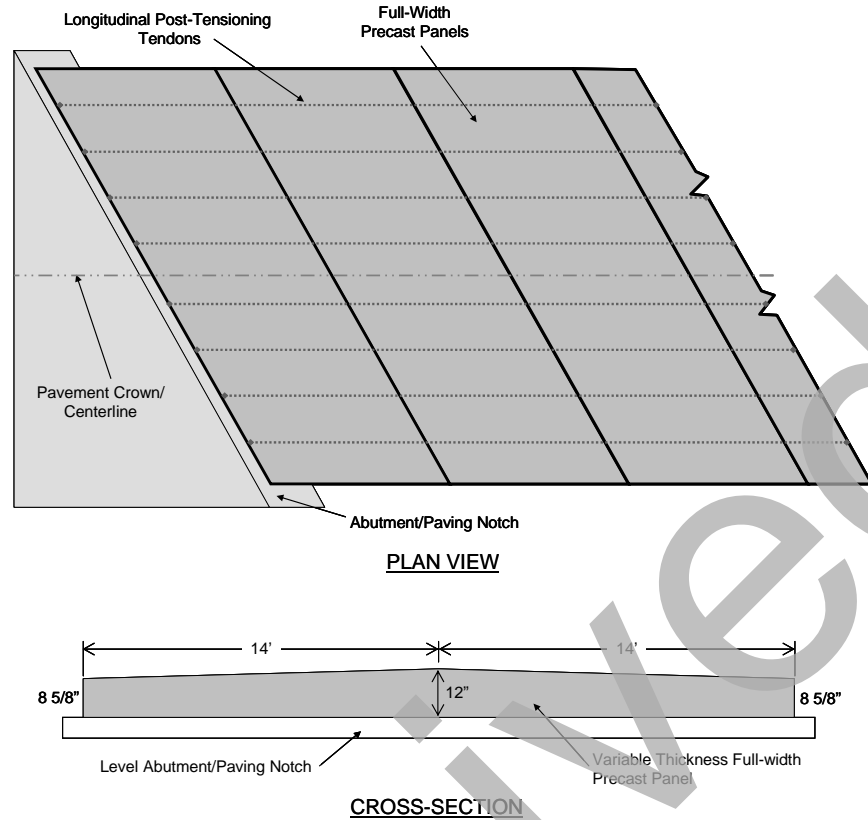 Longitudinal Post-Tensioning
Tendons
Full-Width
Precast Panels
Pavement Crown/
Centerline
Abutment/Paving Notch
PLAN VIEW
14'
14'
8 5/8"
12"
8 5/8"
Level Abutment/Paving Notch
Variable Thickness Full-width
Precast Panel
CROSS-SECTION